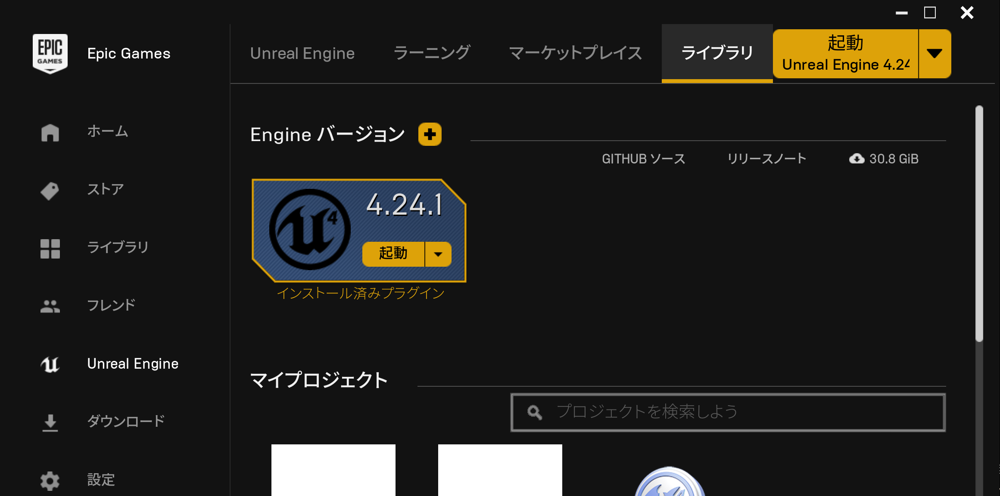 EPIC
GAMES
Epic Games
ホーム
ストア
ライブラリ
フレンド
Unreal Engine
ダウンロード
設定
Unreal Engine
ラーニング
マーケットプレイス
ライブラリ
起動
Unreal Engine 4.24
Engine バージョン
GITHUB ソース
リリースノート
30.8 GiB
4
4.24.1
起動
インストール済みプラグイン
マイプロジェクト
プロジェクトを検索しよう